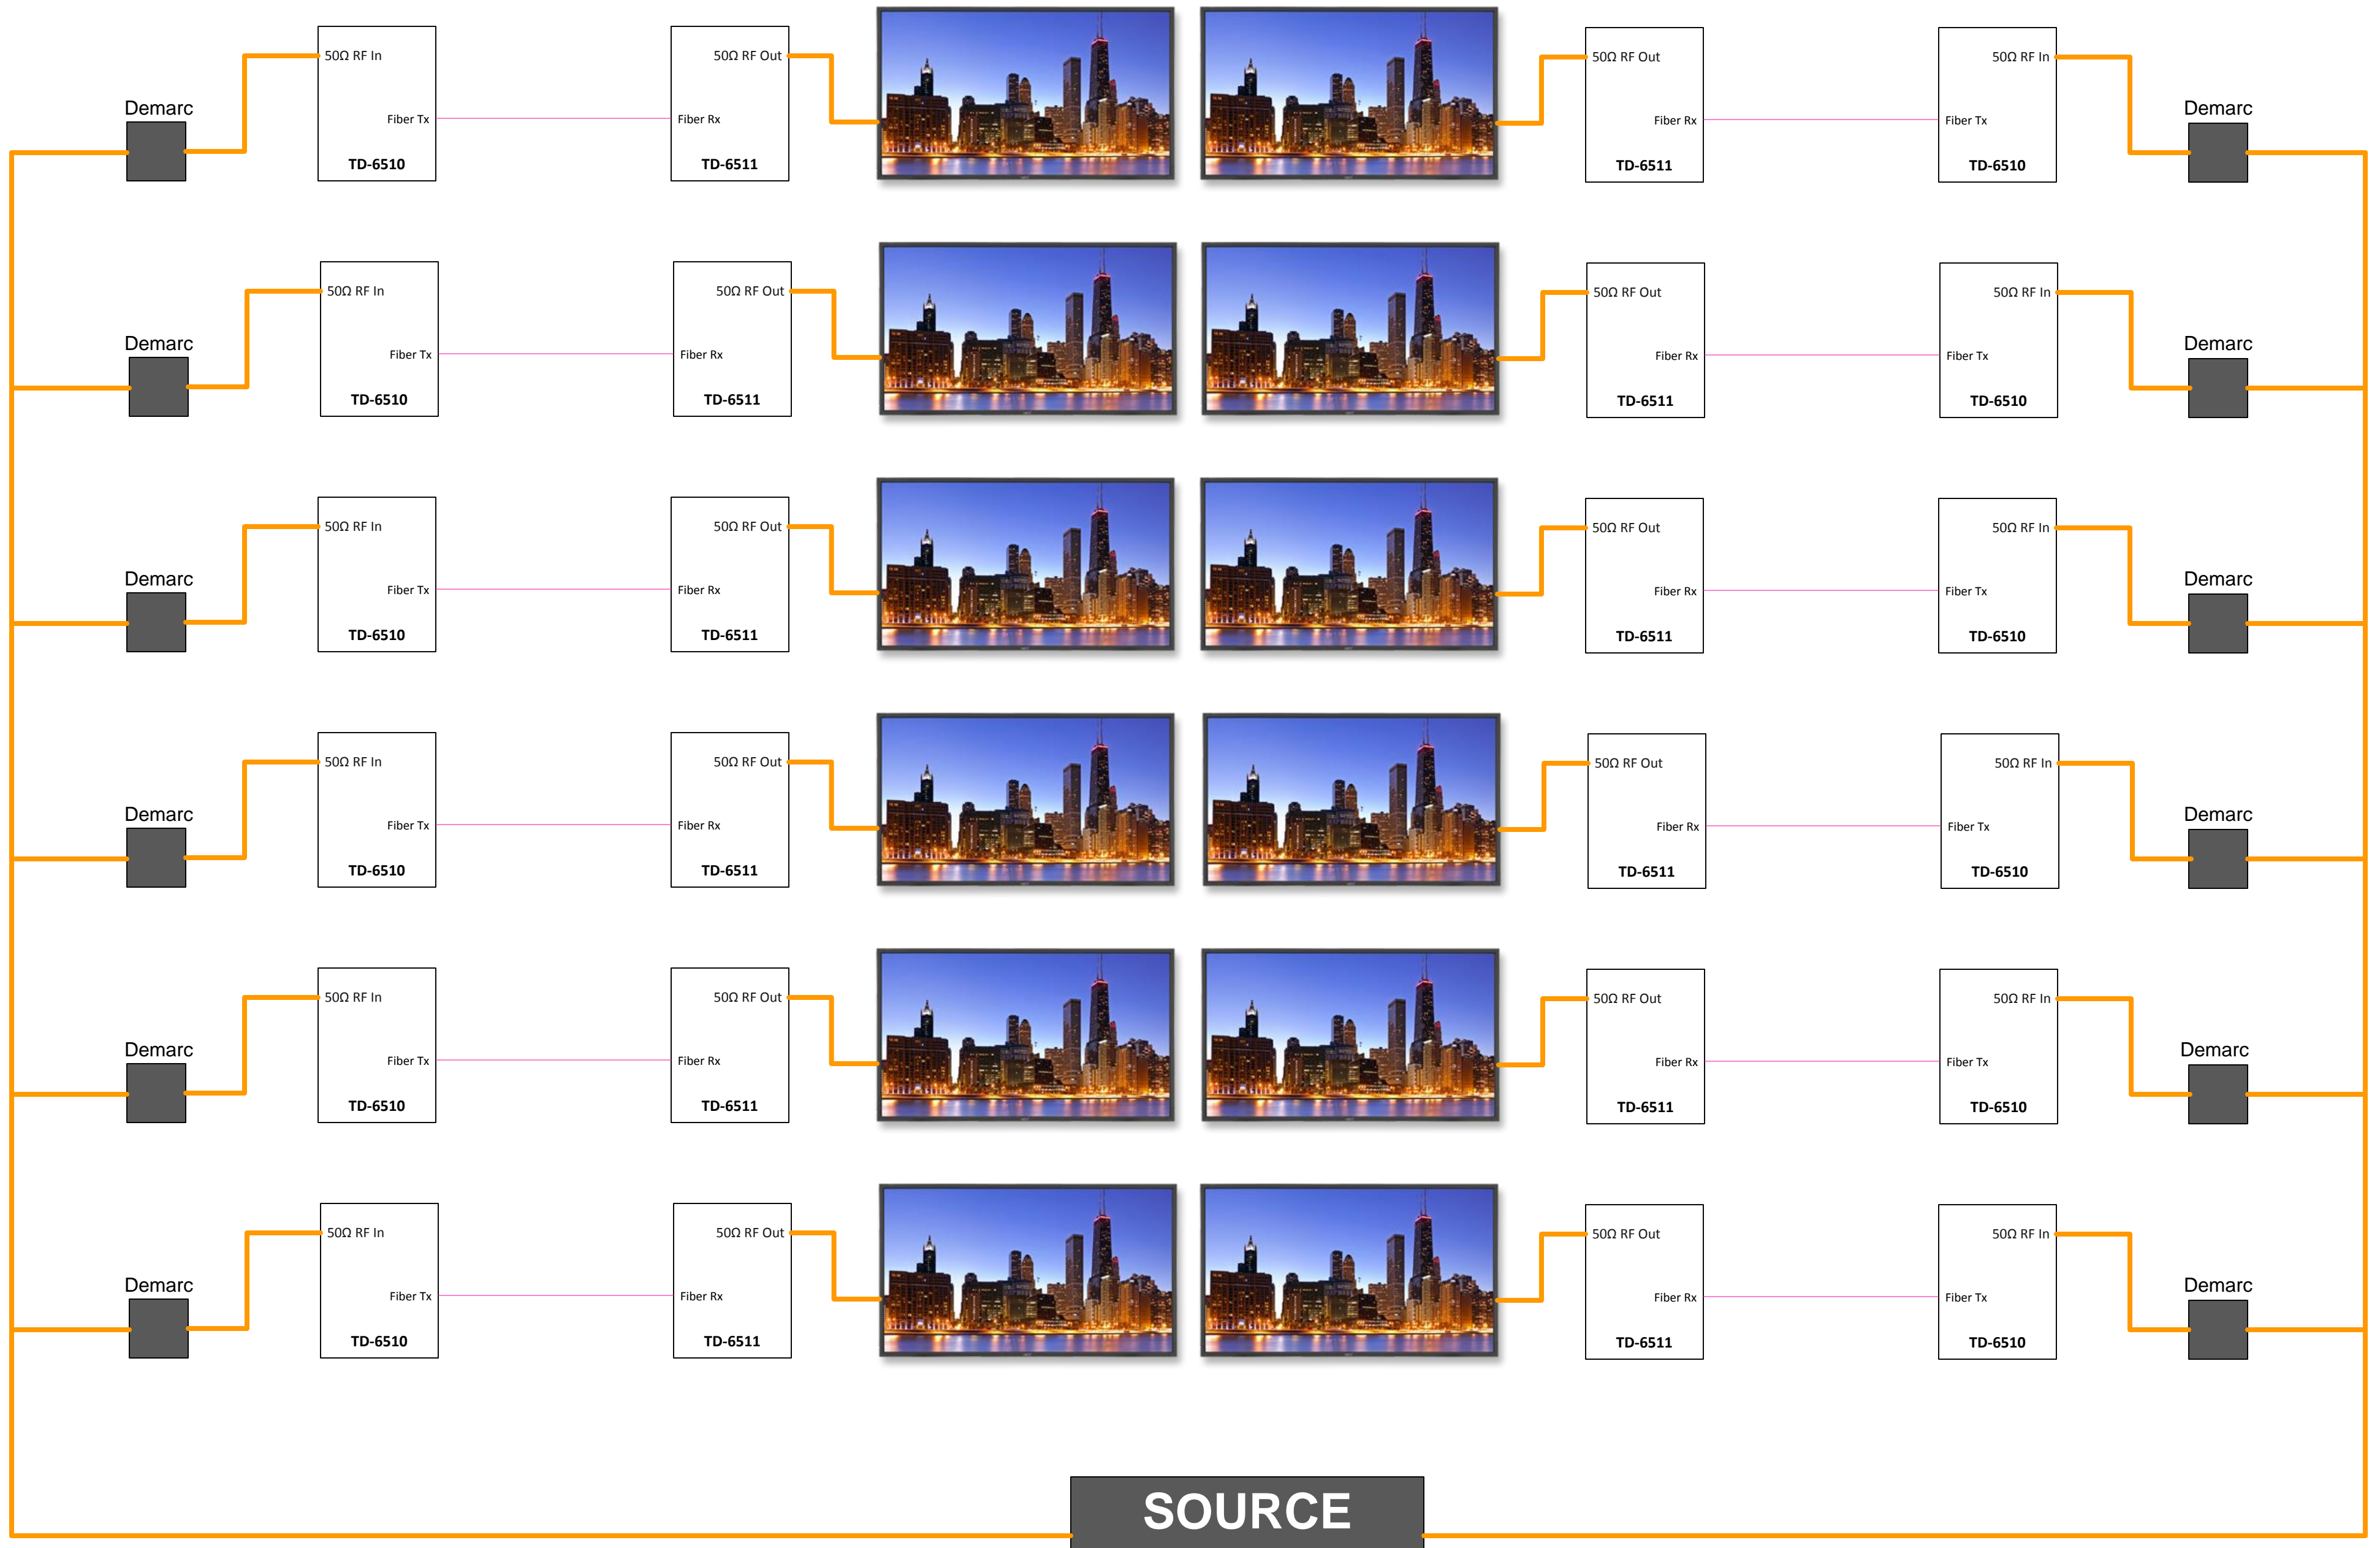 50Ω RF In
50Ω RF Out
50Ω RF Out
50Ω RF In
Demarc
Demarc
Fiber Tx
Fiber Rx
Fiber Rx
Fiber Tx
TD-6510
TD-6511
TD-6511
TD-6510
50Ω RF In
50Ω RF Out
50Ω RF Out
50Ω RF In
Demarc
Demarc
Fiber Tx
Fiber Rx
Fiber Rx
Fiber Tx
TD-6510
TD-6511
TD-6511
TD-6510
50Ω RF In
50Ω RF Out
50Ω RF Out
50Ω RF In
Demarc
Demarc
Fiber Tx
Fiber Rx
Fiber Rx
Fiber Tx
TD-6510
TD-6511
TD-6511
TD-6510
50Ω RF In
50Ω RF Out
50Ω RF Out
50Ω RF In
Demarc
Demarc
Fiber Tx
Fiber Rx
Fiber Rx
Fiber Tx
TD-6510
TD-6511
TD-6511
TD-6510
50Ω RF In
50Ω RF Out
50Ω RF Out
50Ω RF In
Demarc
Demarc
Fiber Tx
Fiber Rx
Fiber Rx
Fiber Tx
TD-6510
TD-6511
TD-6511
TD-6510
50Ω RF In
50Ω RF Out
50Ω RF Out
50Ω RF In
Demarc
Demarc
Fiber Tx
Fiber Rx
Fiber Rx
Fiber Tx
TD-6510
TD-6511
TD-6511
TD-6510
SOURCE